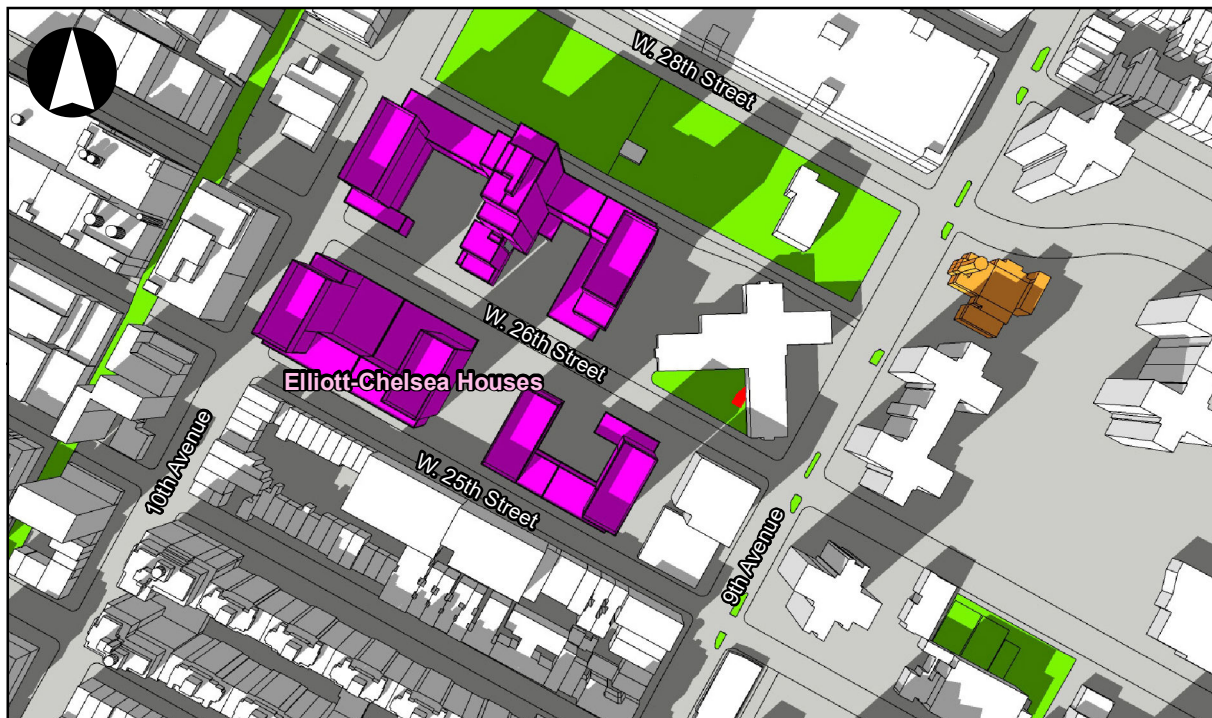 W. 28th Street
W. 26th Street
Elliott-Chelsea Houses
10th Avenue
W. 25th Street
9th Avenue